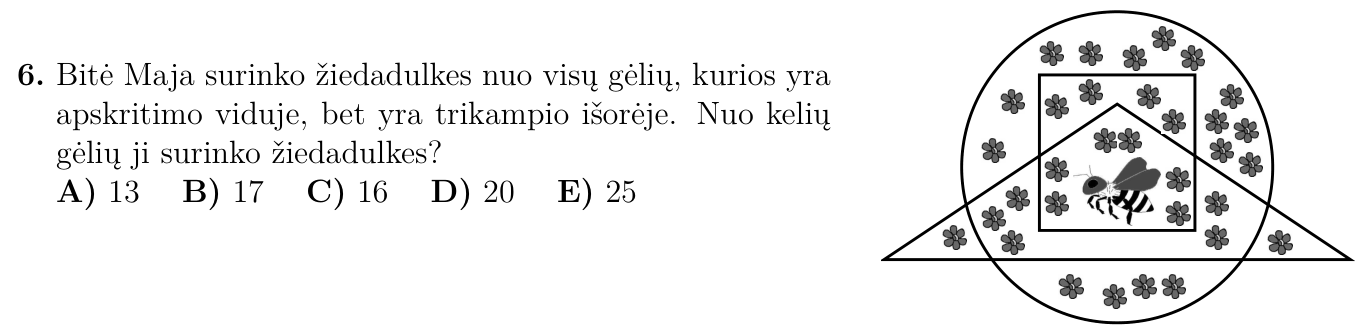 6. Bitė Maja surinko žiedadulkes nuo visų gėlių, kurios yra
apskritimo viduje, bet yra trikampio išorėje. Nuo kelių
gėlių ji surinko žiedadulkes?
A) 13 B) 17 C) 16 D) 20 E) 25